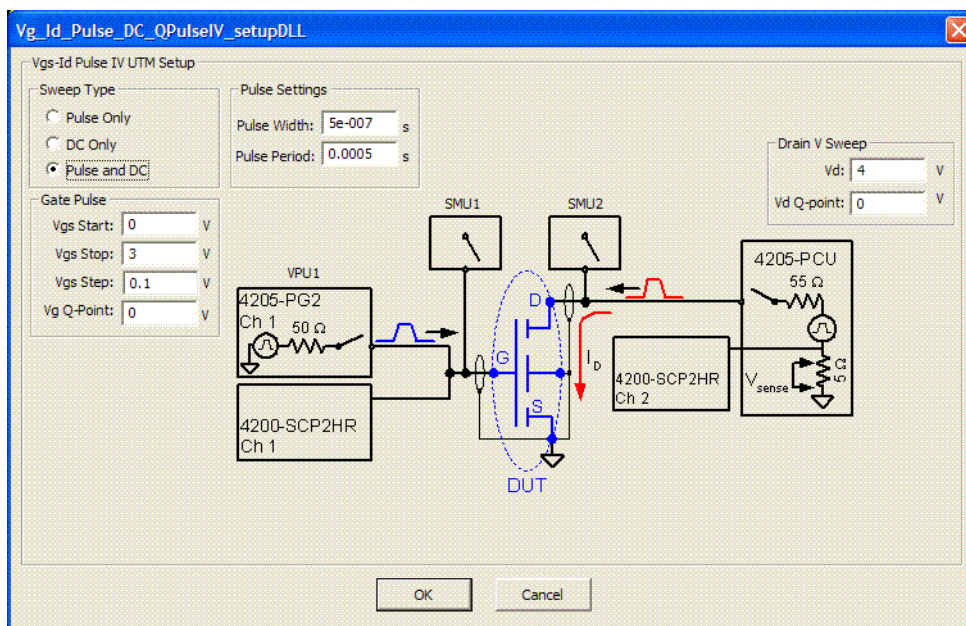 Vg_Id_Pulse_DC_QPulseIV_setupDLL
Vgs-Id Pulse IV UTM Setup
Sweep Type
Pulse Only
DC Only
Pulse and DC
Pulse Settings
Pulse Width: 5e-007 s
Pulse Period: 0.0005 s
Drain V Sweep
Vd: 4 V
Vd Q-point: 0 V
Gate Pulse
Vgs Start: 0 V
Vgs Stop: 3 V
Vgs Step: 0.1 V
Vg Q-Point: 0 V
SMU1
SMU2
VPU1
4205-PG2
Ch 1
50 Ω
4200-SCP2HR
Ch 1
D
G
S
DUT
I_D
4205-PCU
55 Ω
5 Ω
V_sense
4200-SCP2HR
Ch 2
OK
Cancel